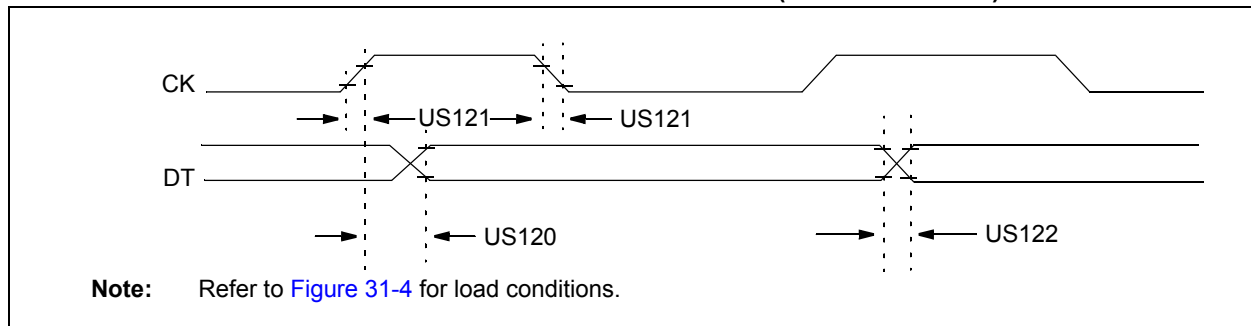 CK
US121
US121
DT
US120
US122
Note: Refer to Figure 31-4 for load conditions.